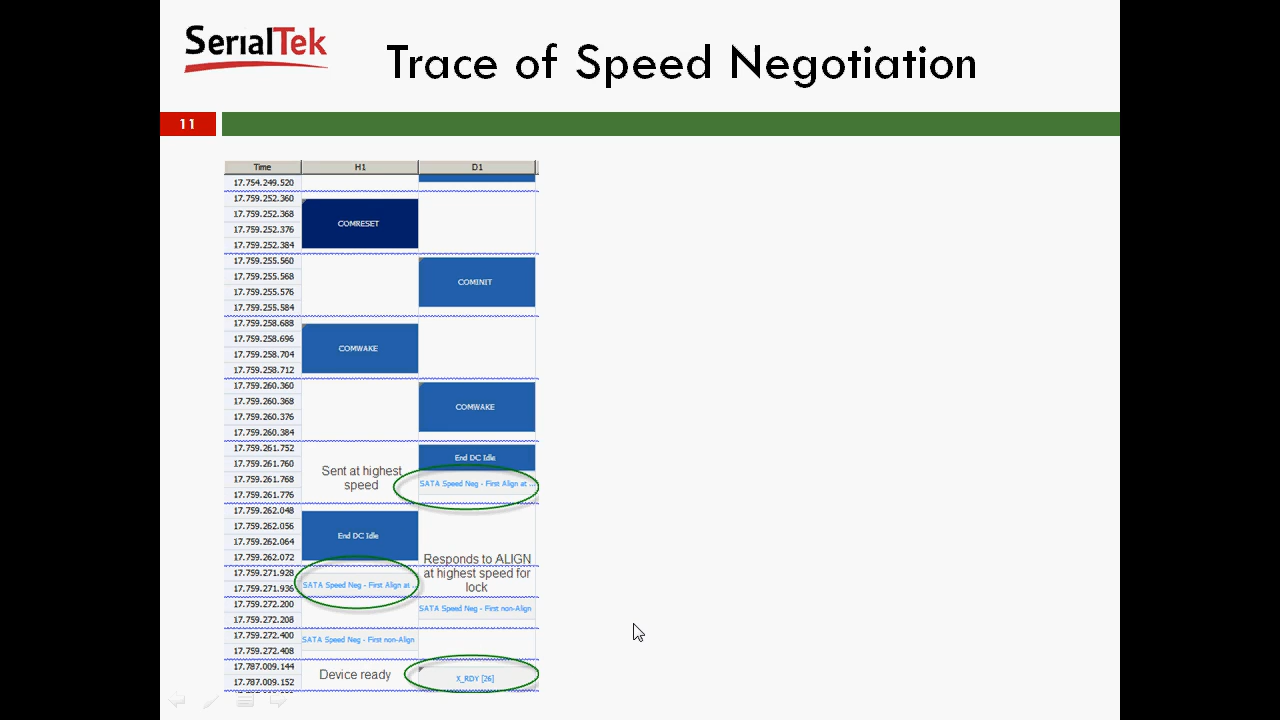 SerialTek
Trace of Speed Negotiation
11
Time H1 D1
17.754.249.520
17.759.252.360
17.759.252.368
COMRESET
17.759.252.376
17.759.252.384
17.759.255.560
17.759.255.568
COMINIT
17.759.255.576
17.759.255.584
17.759.258.688
17.759.258.696
COMWAKE
17.759.258.704
17.759.258.712
17.759.260.360
17.759.260.368
COMWAKE
17.759.260.376
17.759.260.384
17.759.261.752
End DC Idle
17.759.261.760
Sent at highest
speed
17.759.261.768
SATA Speed Neg - First Align at ...
17.759.261.776
17.759.262.048
17.759.262.056
End DC Idle
17.759.262.064
17.759.262.072
Responds to ALIGN
at highest speed for
lock
17.759.271.928
SATA Speed Neg - First Align at ...
17.759.271.936
17.759.272.200
SATA Speed Neg - First non-Align
17.759.272.208
17.759.272.400
SATA Speed Neg - First non-Align
17.759.272.408
17.787.009.144
Device ready
X_RDY [26]
17.787.009.152